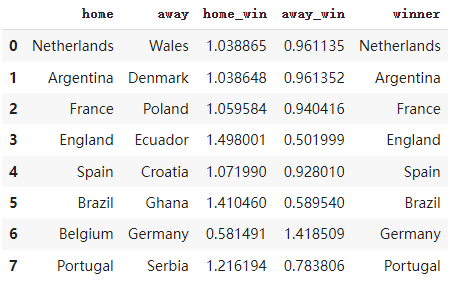 home away home_win away_win winner
0 Netherlands Wales 1.038865 0.961135 Netherlands
1 Argentina Denmark 1.038648 0.961352 Argentina
2 France Poland 1.059584 0.940416 France
3 England Ecuador 1.498001 0.501999 England
4 Spain Croatia 1.071990 0.928010 Spain
5 Brazil Ghana 1.410460 0.589540 Brazil
6 Belgium Germany 0.581491 1.418509 Germany
7 Portugal Serbia 1.216194 0.783806 Portugal